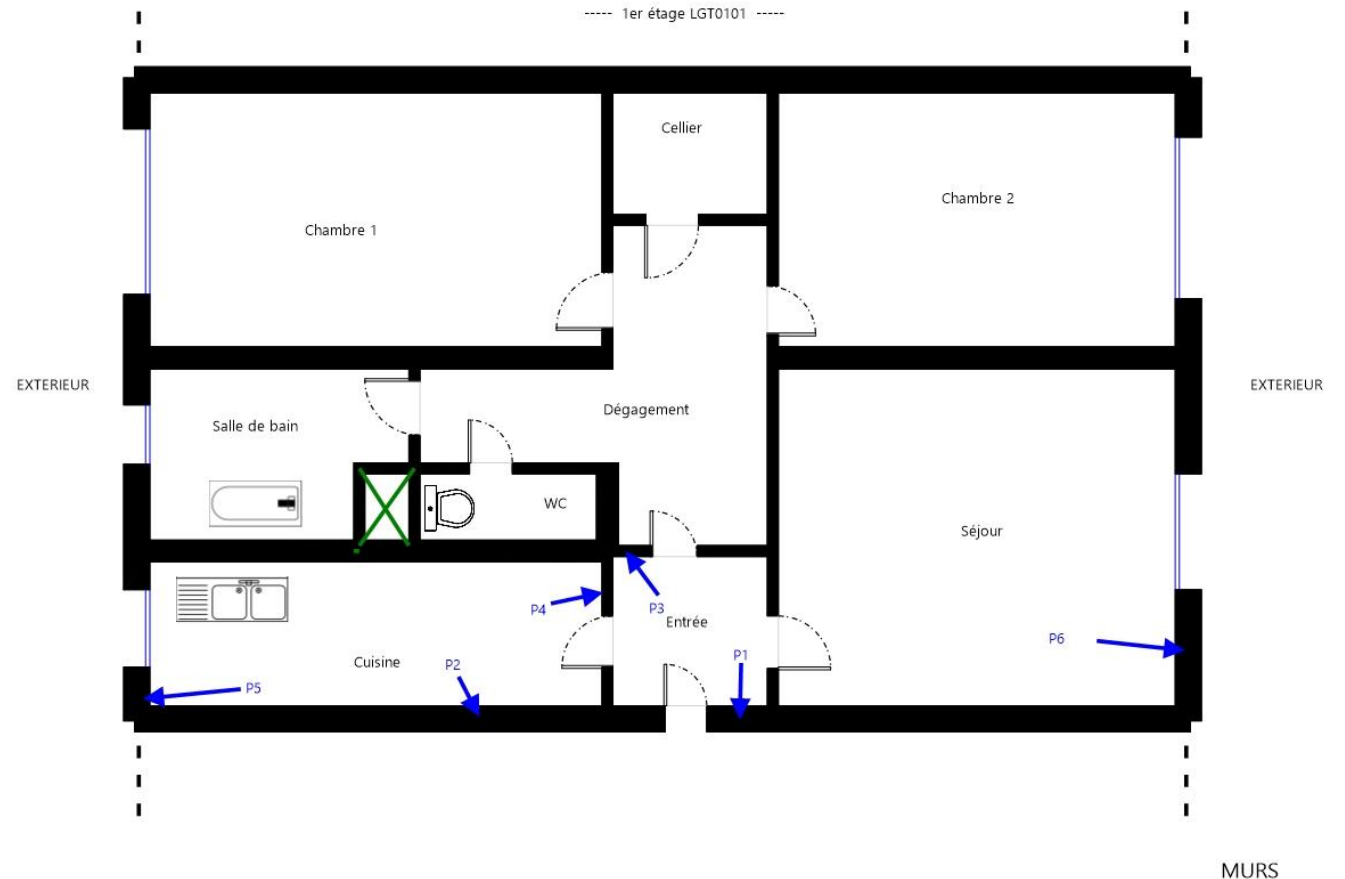 ----- 1er étage LGT0101 -----
Cellier
Chambre 2
Chambre 1
EXTERIEUR
EXTERIEUR
Dégagement
Salle de bain
WC
Séjour
P4
P3
Entrée
P6
P1
Cuisine
P2
P5
MURS